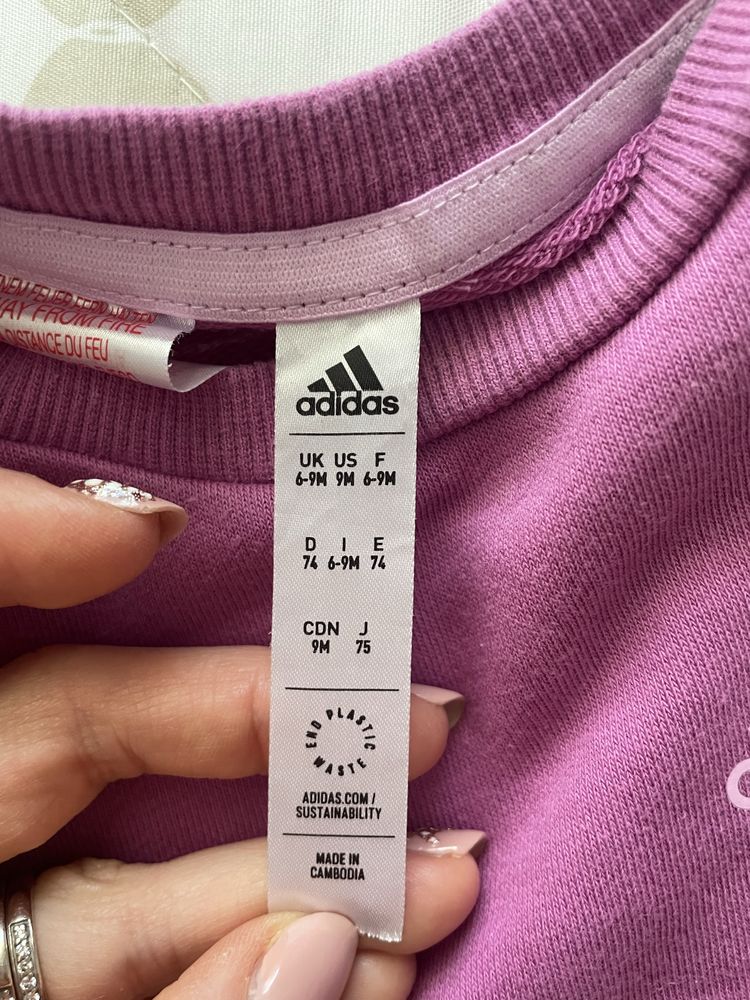 AWAY FROM FIRE
DISTANCE DU FEU
adidas
UK US F
6-9M 9M 6-9M
D I E
74 6-9M 74
CDN J
9M 75
END PLASTIC WASTE
ADIDAS.COM/
SUSTAINABILITY
MADE IN
CAMBODIA